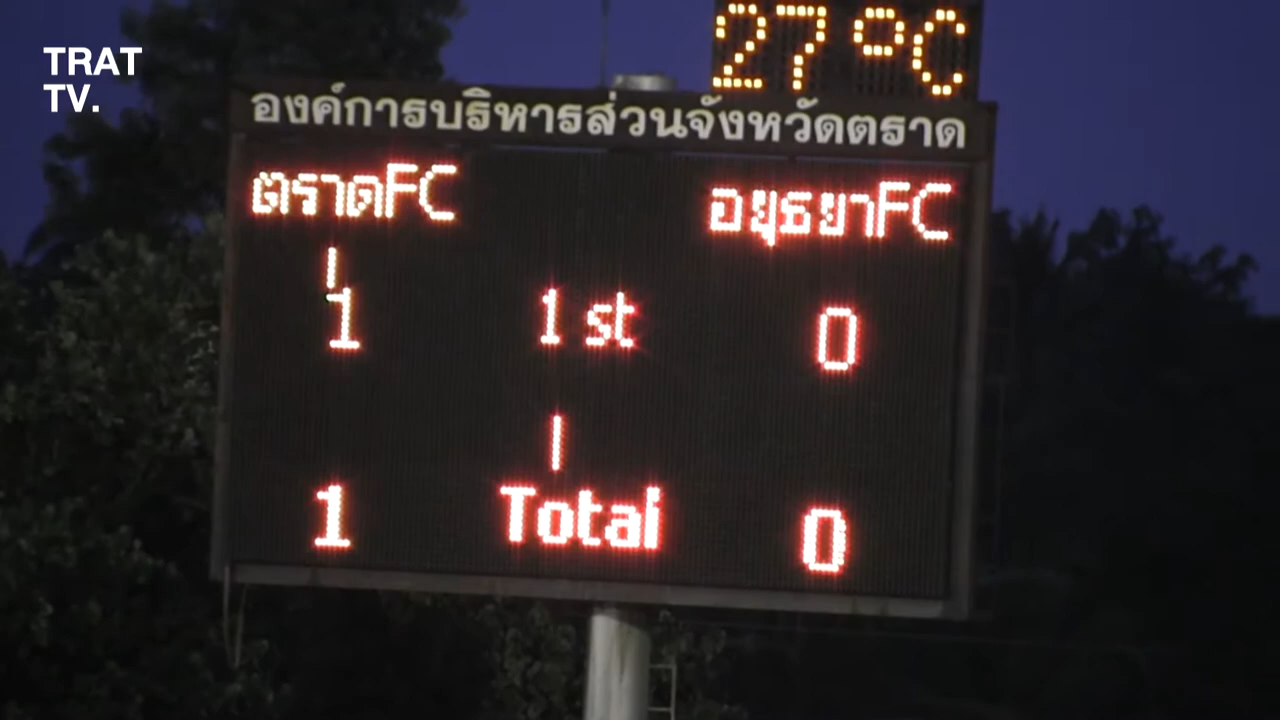 TRAT
TV.
27°C
องค์การบริหารส่วนจังหวัดตราด
ตราดFC อยุธยาFC
1 1st 0
1 Total 0